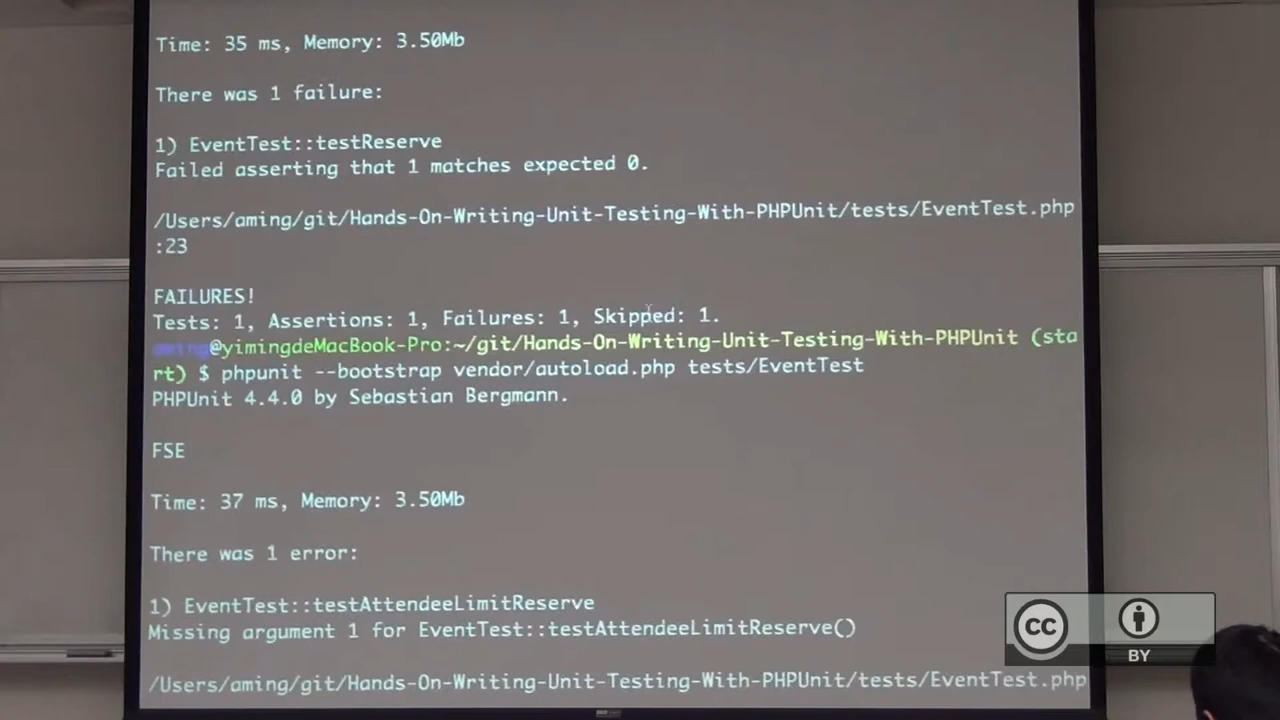 Time: 35 ms, Memory: 3.50Mb
There was 1 failure:
1) EventTest::testReserve
Failed asserting that 1 matches expected 0.
/Users/aming/git/Hands-On-Writing-Unit-Testing-With-PHPUnit/tests/EventTest.php
:23
FAILURES!
Tests: 1, Assertions: 1, Failures: 1, Skipped: 1.
aming@yimingdeMacBook-Pro:~/git/Hands-On-Writing-Unit-Testing-With-PHPUnit (sta
rt) $ phpunit --bootstrap vendor/autoload.php tests/EventTest
PHPUnit 4.4.0 by Sebastian Bergmann.
FSE
Time: 37 ms, Memory: 3.50Mb
There was 1 error:
1) EventTest::testAttendeeLimitReserve
Missing argument 1 for EventTest::testAttendeeLimitReserve()
/Users/aming/git/Hands-On-Writing-Unit-Testing-With-PHPUnit/tests/EventTest.php
CC
BY